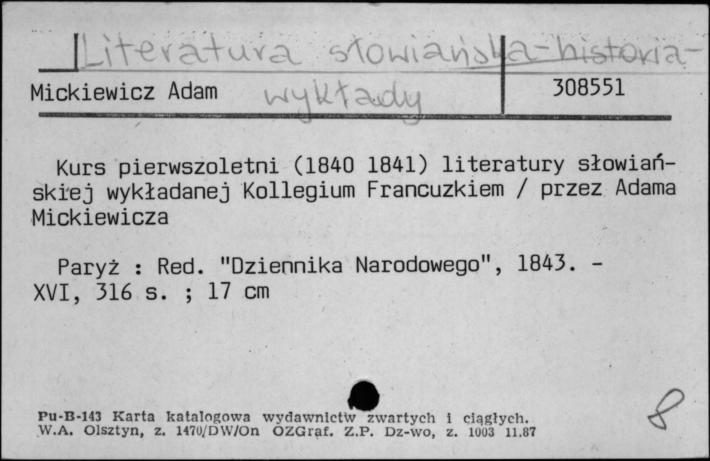 Literatura słowiańska-historia-
Mickiewicz Adam wykłady 308551
Kurs pierwszoletni (1840 1841) literatury słowiań-
skiej wykładanej Kollegium Francuzkiem / przez Adama
Mickiewicza
Paryż : Red. "Dziennika Narodowego", 1843. -
XVI, 316 s. ; 17 cm
Pu-B-143 Karta katalogowa wydawnictw zwartych i ciągłych.
W.A. Olsztyn, z. 1470/DW/On OZGraf. Z.P. Dz-wo, z. 1003 11.87
8